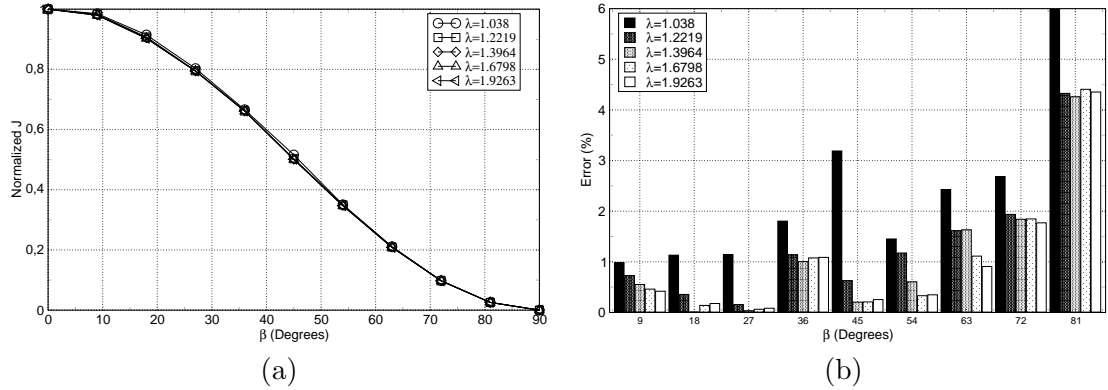 λ=1.038
λ=1.2219
λ=1.3964
λ=1.6798
λ=1.9263
Normalized J
0,8
0,6
0,4
0,2
0
0 10 20 30 40 50 60 70 80 90
β (Degrees)
(a)
λ=1.038
λ=1.2219
λ=1.3964
λ=1.6798
λ=1.9263
Error (%)
6
5
4
3
2
1
0
9 18 27 36 45 54 63 72 81
β (Degrees)
(b)